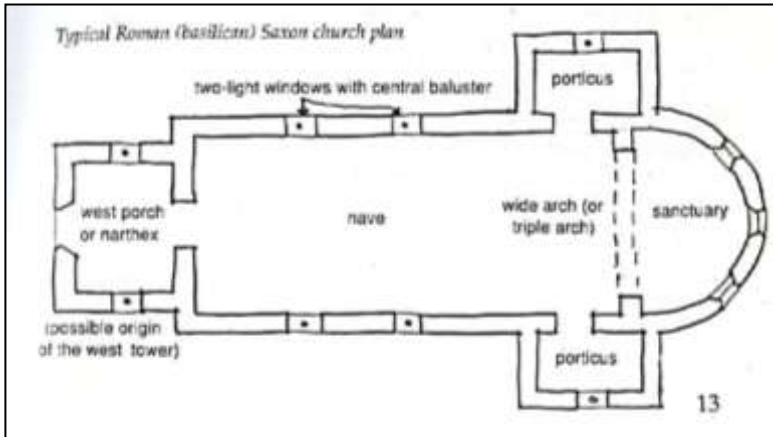 Typical Roman (basilican) Saxon church plan
two-light windows with central baluster
porticus
west porch
or narthex
nave
wide arch (or
triple arch)
sanctuary
(possible origin
of the west tower)
porticus
13